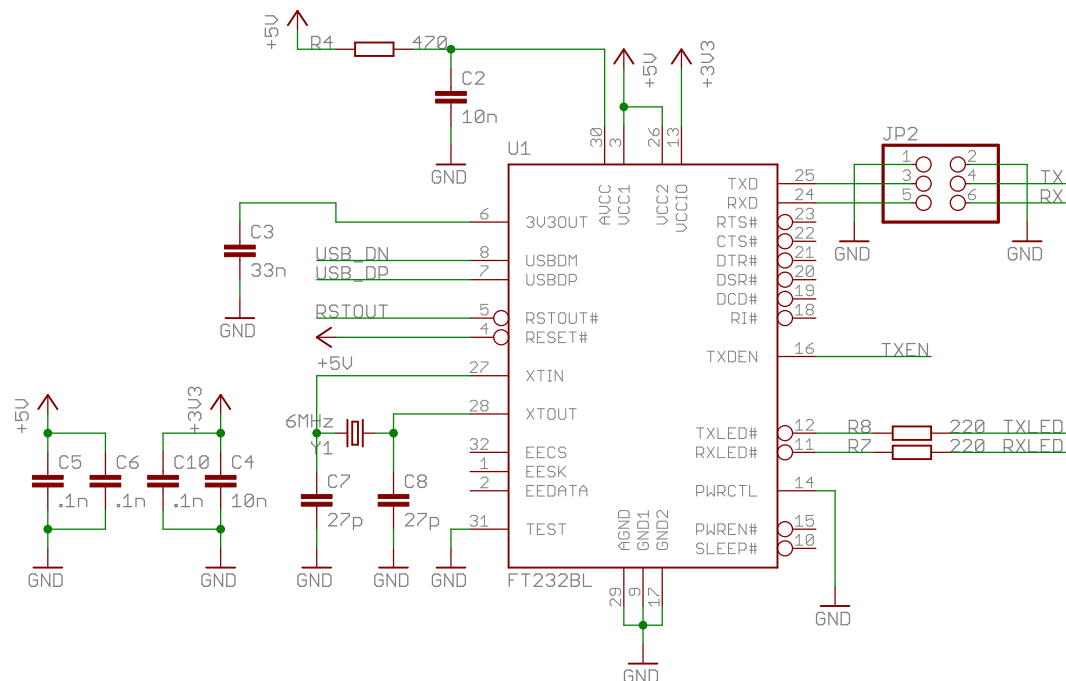 +5V
R4 470
C2
10n
GND
+5V
+3V3
30
3
26
13
U1
AVCC
VCC1
VCC2
VCCIO
JP2
1 2
3 4
5 6
TX
RX
GND
GND
C3
33n
GND
6 3V3OUT
USB_DN 8 USBDM
USB_DP 7 USBDP
RSTOUT 5 RSTOUT#
4 RESET#
+5V
27 XTIN
28 XTOUT
32 EECS
1 EESK
2 EEDATA
31 TEST
TXD 25
RXD 24
RTS# 23
CTS# 22
DTR# 21
DSR# 20
DCD# 19
RI# 18
TXDEN 16 TXEN
TXLED# 12 R8 220 TXLED
RXLED# 11 R7 220 RXLED
PWRCTL 14
PWREN# 15
SLEEP# 10
GND
6MHz
Y1
C7
27p
C8
27p
GND
GND
GND
+5V
+3V3
C5
.1n
C6
.1n
C10
.1n
C4
10n
GND
GND
AGND
GND1
GND2
FT232BL
29
9
17
GND